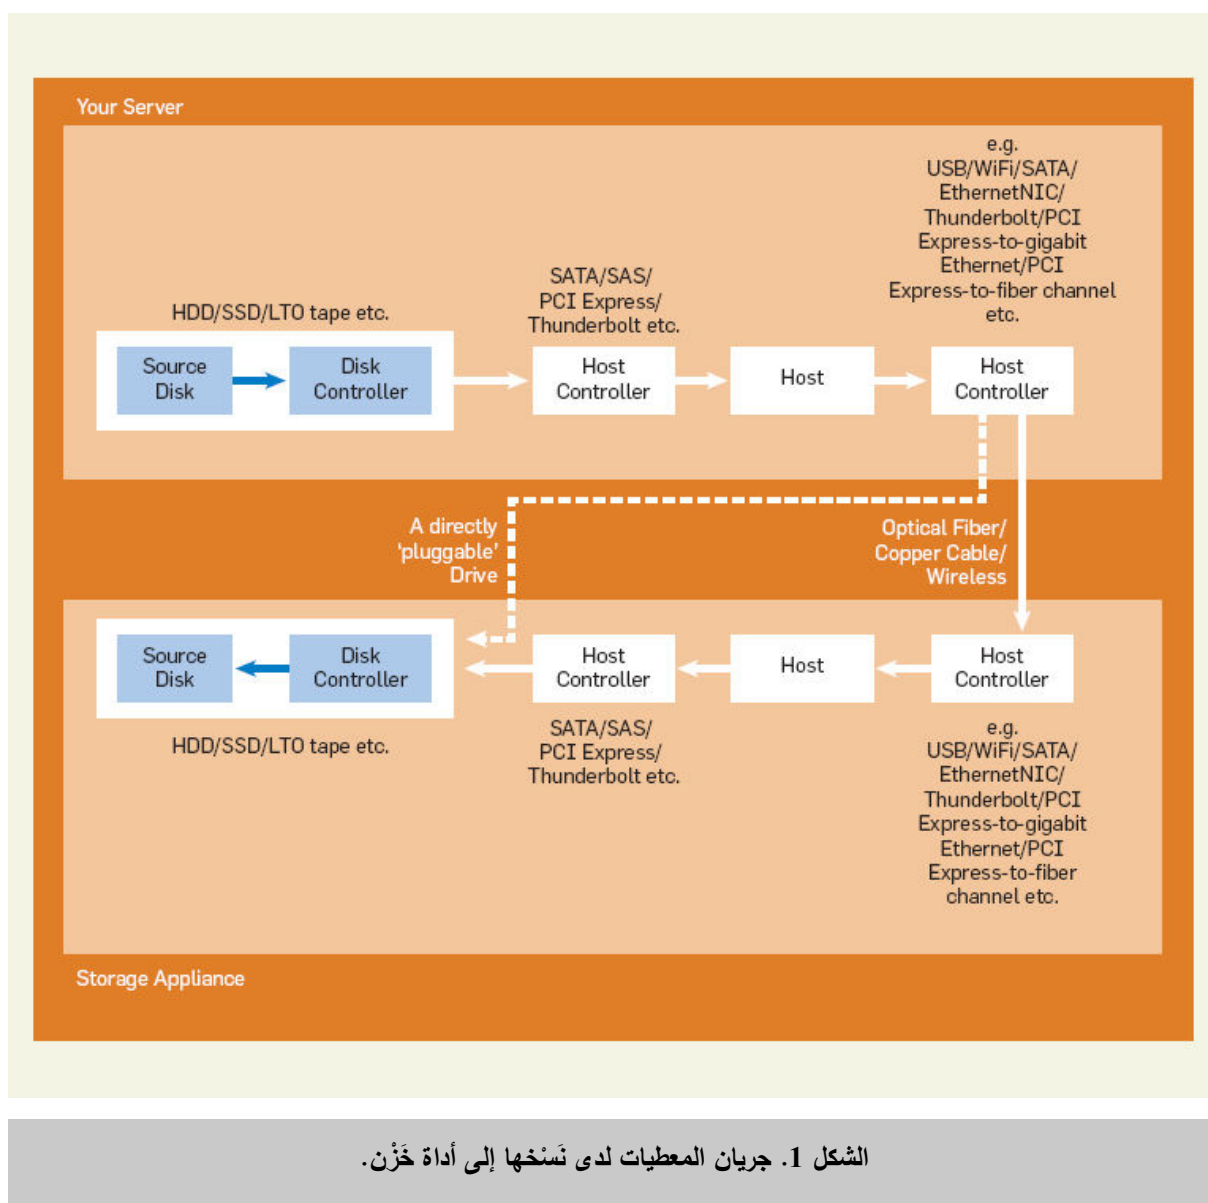 Your Server
e.g.
USB/WiFi/SATA/
EthernetNIC/
Thunderbolt/PCI
Express-to-gigabit
Ethernet/PCI
Express-to-fiber channel
etc.
SATA/SAS/
PCI Express/
Thunderbolt etc.
HDD/SSD/LTO tape etc.
Source
Disk
Disk
Controller
Host
Controller
Host
Host
Controller
A directly
'pluggable'
Drive
Optical Fiber/
Copper Cable/
Wireless
Source
Disk
Disk
Controller
Host
Controller
Host
Host
Controller
HDD/SSD/LTO tape etc.
SATA/SAS/
PCI Express/
Thunderbolt etc.
e.g.
USB/WiFi/SATA/
EthernetNIC/
Thunderbolt/PCI
Express-to-gigabit
Ethernet/PCI
Express-to-fiber
channel etc.
Storage Appliance
الشكل 1. جريان المعطيات لدى نَسْخها إلى أداة خَزْن.